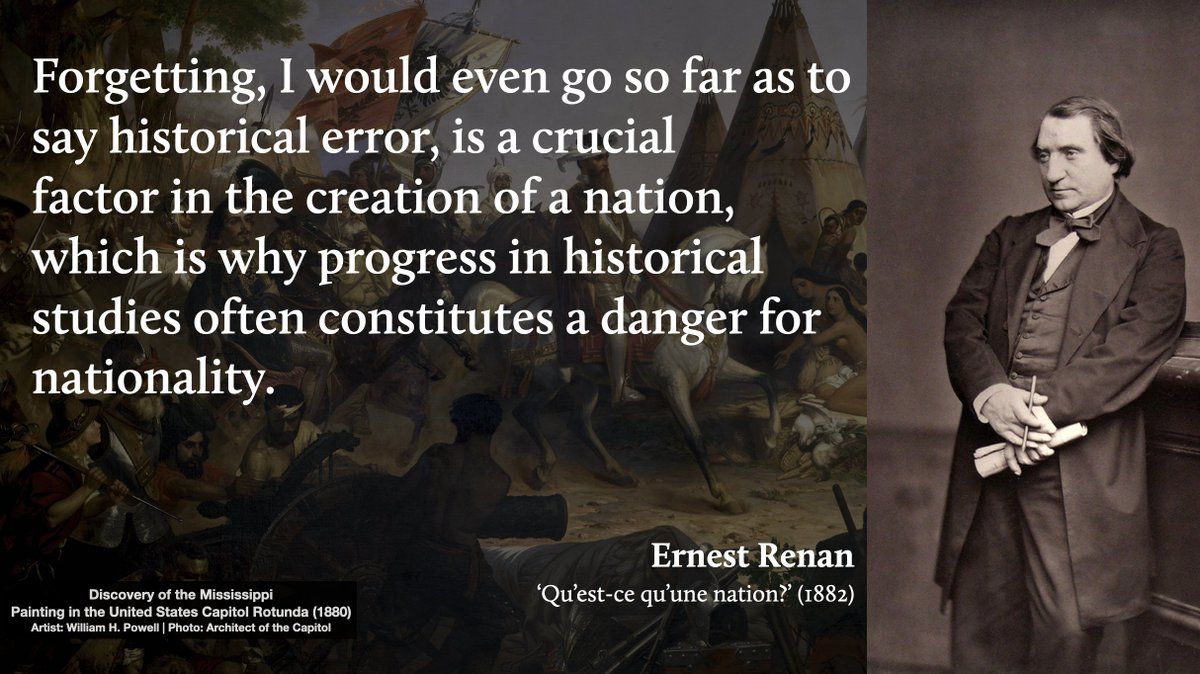 Forgetting, I would even go so far as to
say historical error, is a crucial
factor in the creation of a nation,
which is why progress in historical
studies often constitutes a danger for
nationality.
Ernest Renan
‘Qu’est-ce qu’une nation?’ (1882)
Discovery of the Mississippi
Painting in the United States Capitol Rotunda (1880)
Artist: William H. Powell | Photo: Architect of the Capitol